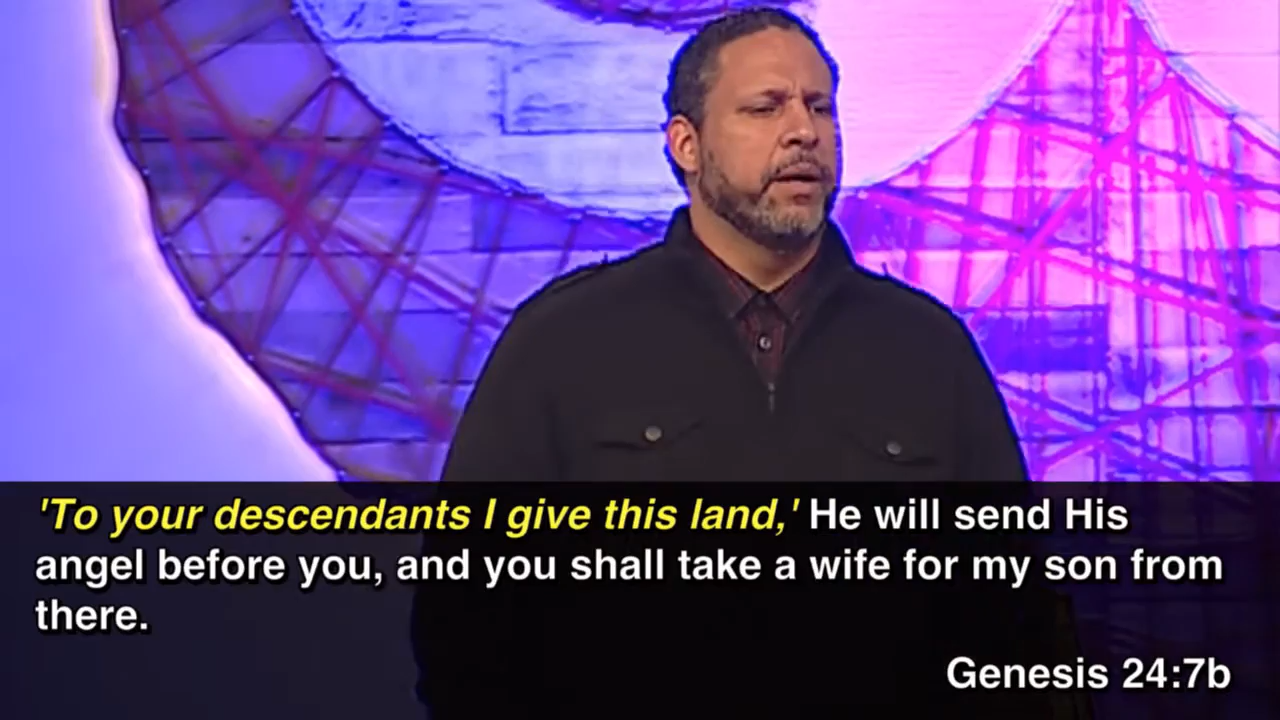 'To your descendants I give this land,' He will send His
angel before you, and you shall take a wife for my son from
there.
Genesis 24:7b